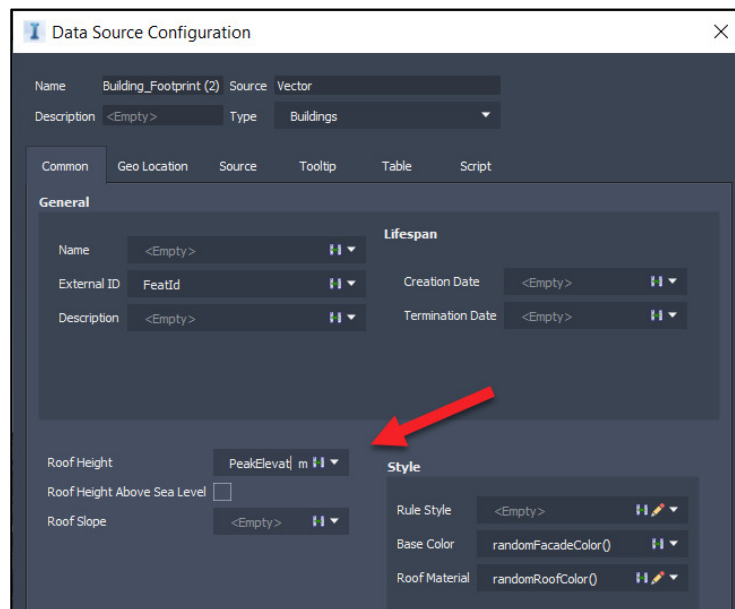 Data Source Configuration
Name Building_Footprint (2) Source Vector
Description <Empty> Type Buildings
Common Geo Location Source Tooltip Table Script
General
Lifespan
Name <Empty>
External ID FeatId
Description <Empty>
Creation Date <Empty>
Termination Date <Empty>
Roof Height PeakElevat m
Roof Height Above Sea Level
Roof Slope <Empty>
Style
Rule Style <Empty>
Base Color randomFacadeColor()
Roof Material randomRoofColor()